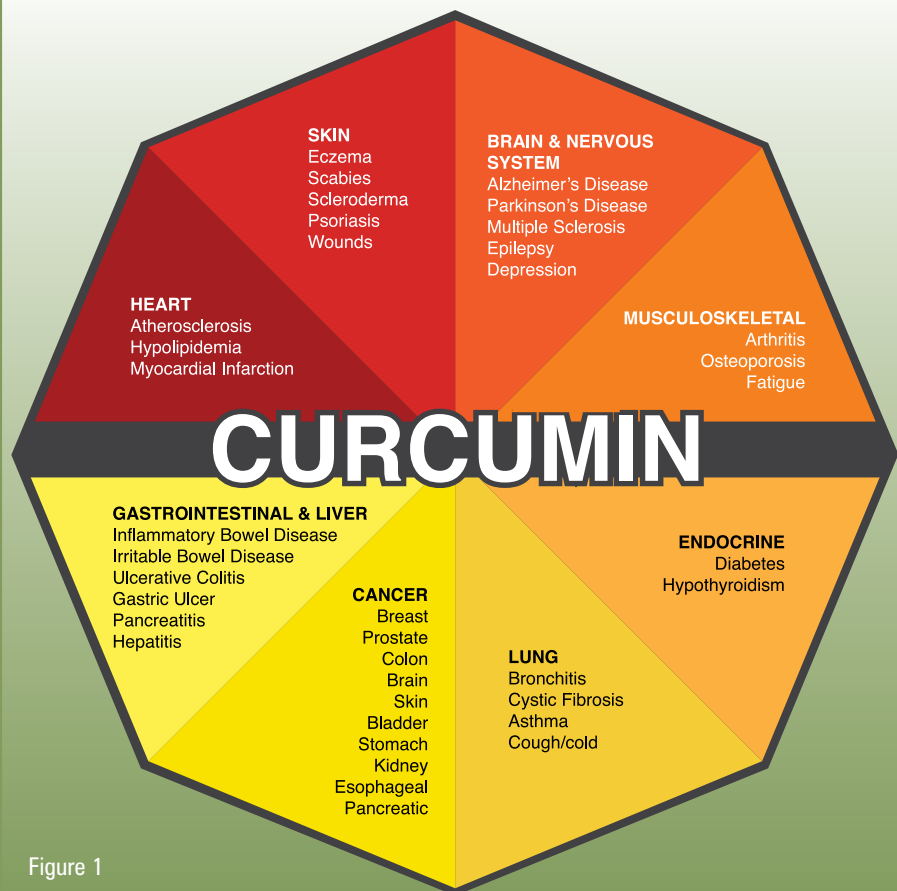 SKIN
Eczema
Scabies
Scleroderma
Psoriasis
Wounds
BRAIN & NERVOUS
SYSTEM
Alzheimer's Disease
Parkinson's Disease
Multiple Sclerosis
Epilepsy
Depression
HEART
Atherosclerosis
Hypolipidemia
Myocardial Infarction
MUSCULOSKELETAL
Arthritis
Osteoporosis
Fatigue
CURCUMIN
GASTROINTESTINAL & LIVER
Inflammatory Bowel Disease
Irritable Bowel Disease
Ulcerative Colitis
Gastric Ulcer
Pancreatitis
Hepatitis
CANCER
Breast
Prostate
Colon
Brain
Skin
Bladder
Stomach
Kidney
Esophageal
Pancreatic
LUNG
Bronchitis
Cystic Fibrosis
Asthma
Cough/cold
ENDOCRINE
Diabetes
Hypothyroidism
Figure 1